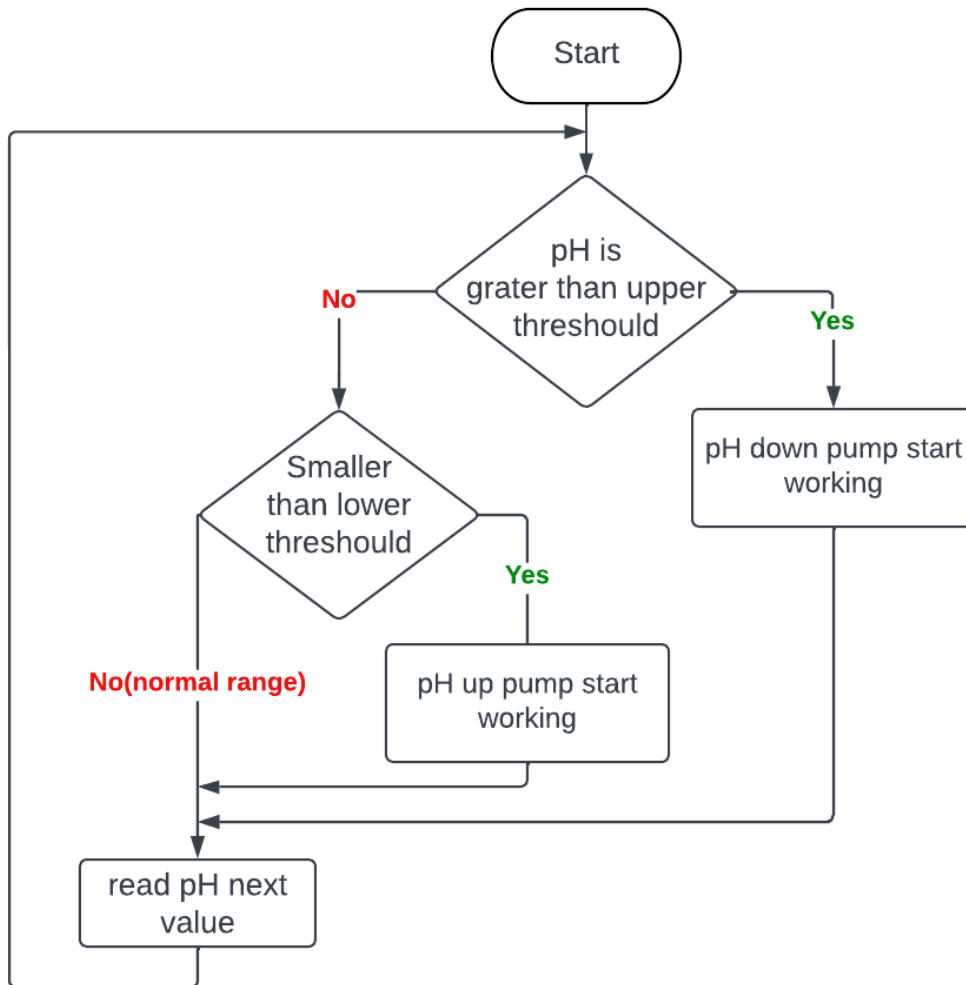 Start
pH is
grater than upper
threshould
No
Yes
Smaller
than lower
threshould
pH down pump start
working
Yes
No(normal range)
pH up pump start
working
read pH next
value